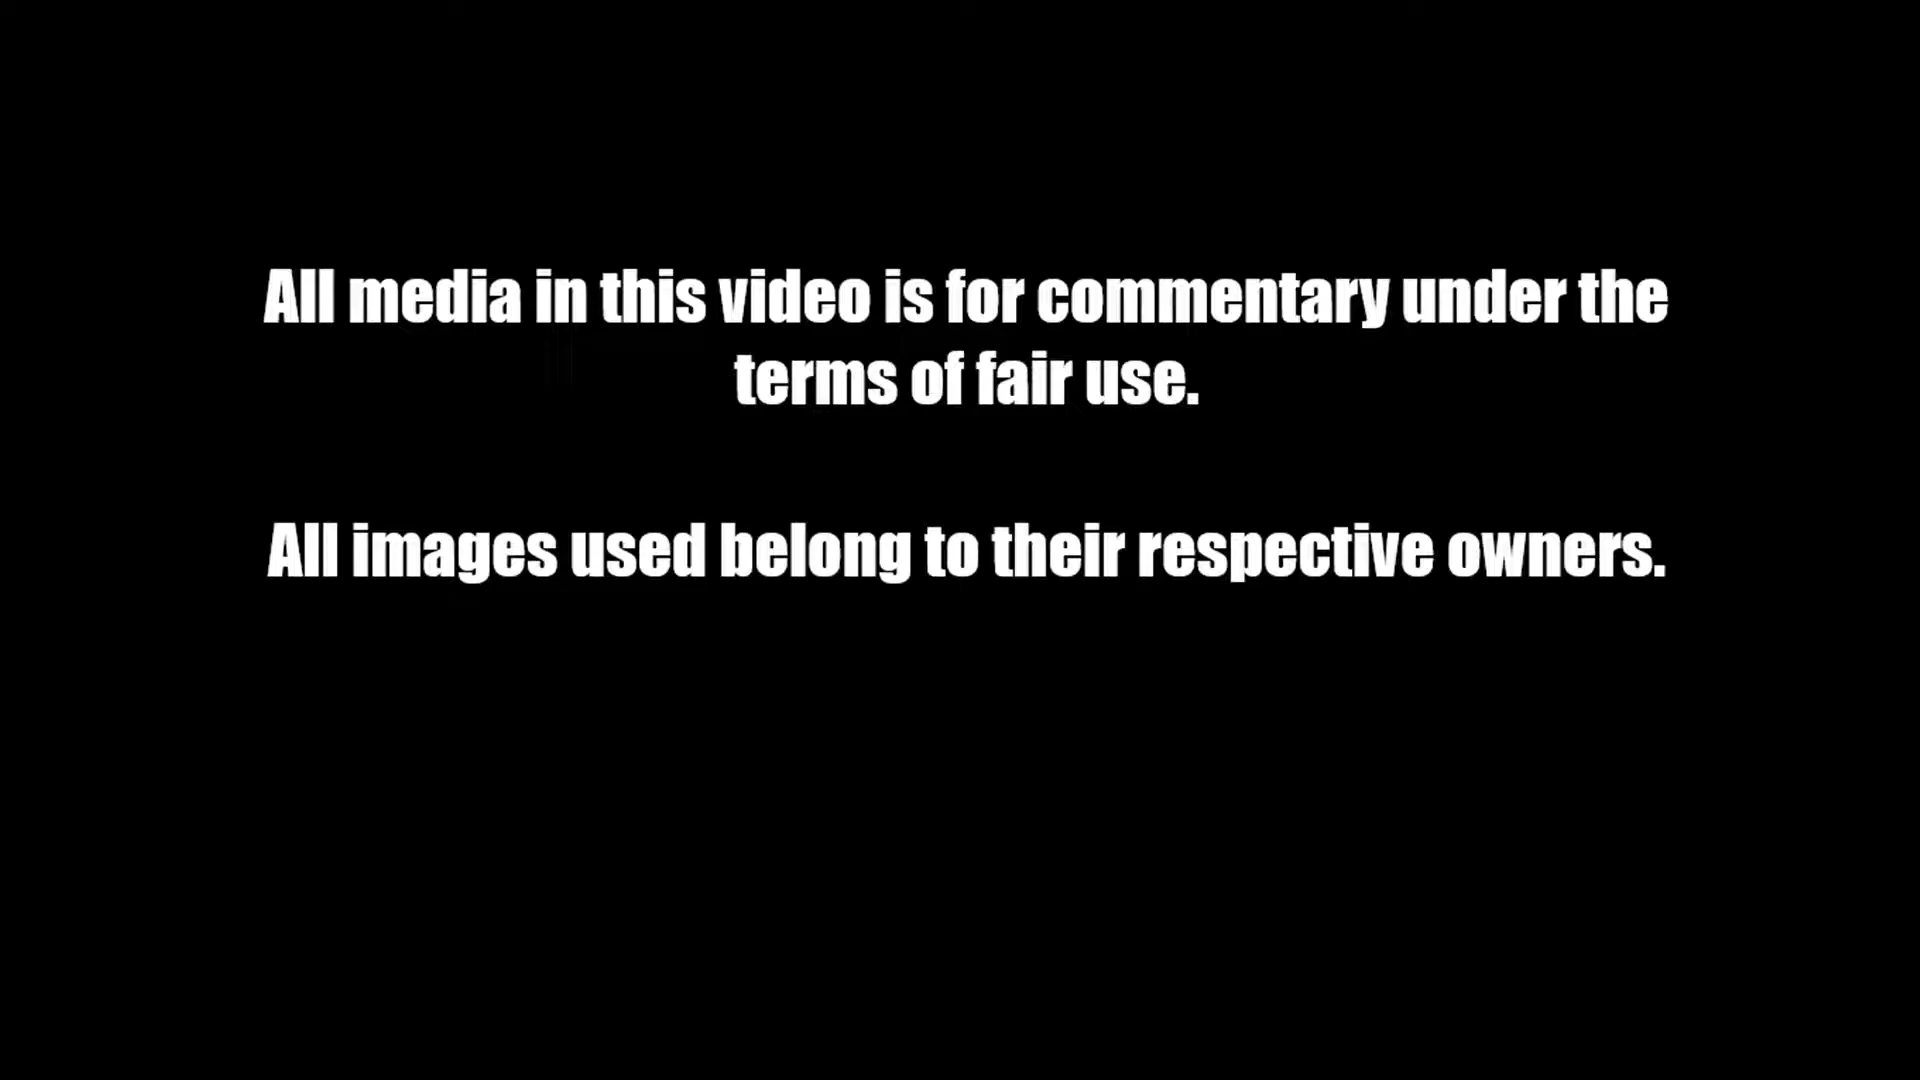 All media in this video is for commentary under the
terms of fair use.
All images used belong to their respective owners.